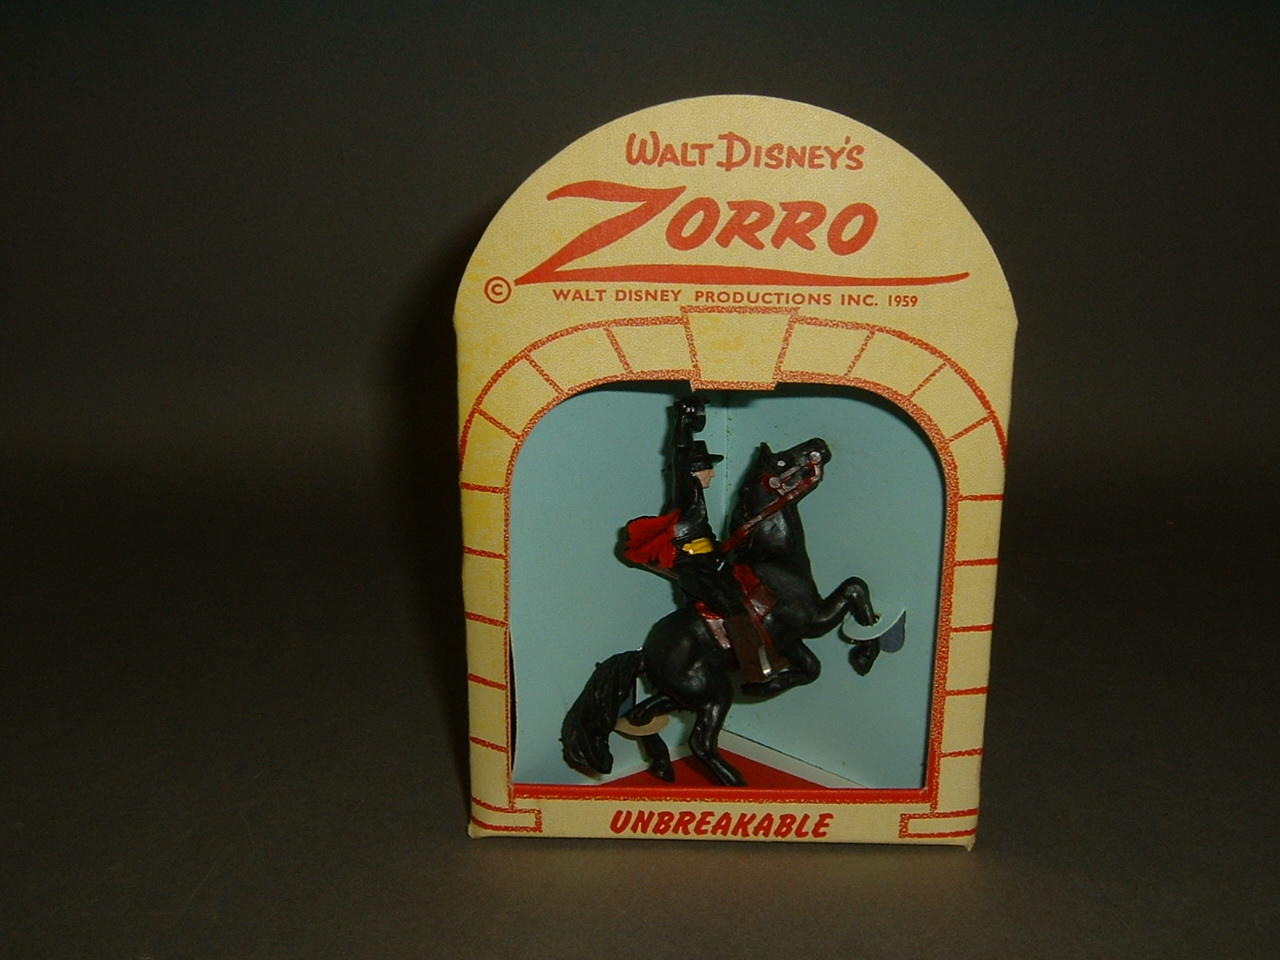 WALT DISNEY'S
ZORRO
© WALT DISNEY PRODUCTIONS INC. 1959
UNBREAKABLE